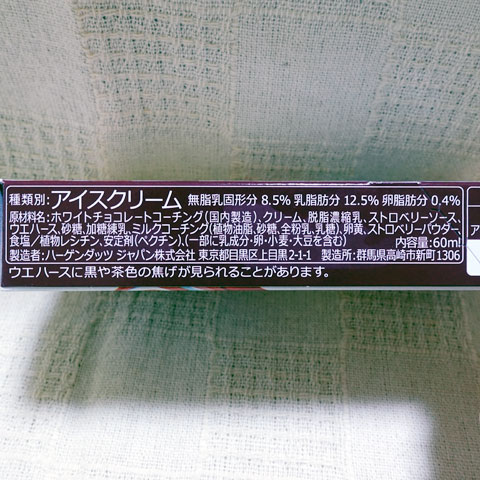 種類別:アイスクリーム 無脂乳固形分 8.5% 乳脂肪分 12.5% 卵脂肪分 0.4%
原材料名:ホワイトチョコレートコーチング(国内製造)、クリーム、脱脂濃縮乳、ストロベリーソース、
ウエハース、砂糖、加糖練乳、ミルクコーチング(植物油脂、砂糖、全粉乳、乳糖)、卵黄、ストロベリーパウダー、
食塩/植物レシチン、安定剤(ペクチン)、(一部に乳成分・卵・小麦・大豆を含む) 内容量:60ml
製造者:ハーゲンダッツ ジャパン株式会社 東京都目黒区上目黒2-1-1 製造所:群馬県高崎市新町1306
ウエハースに黒や茶色の焦げが見られることがあります。
ア